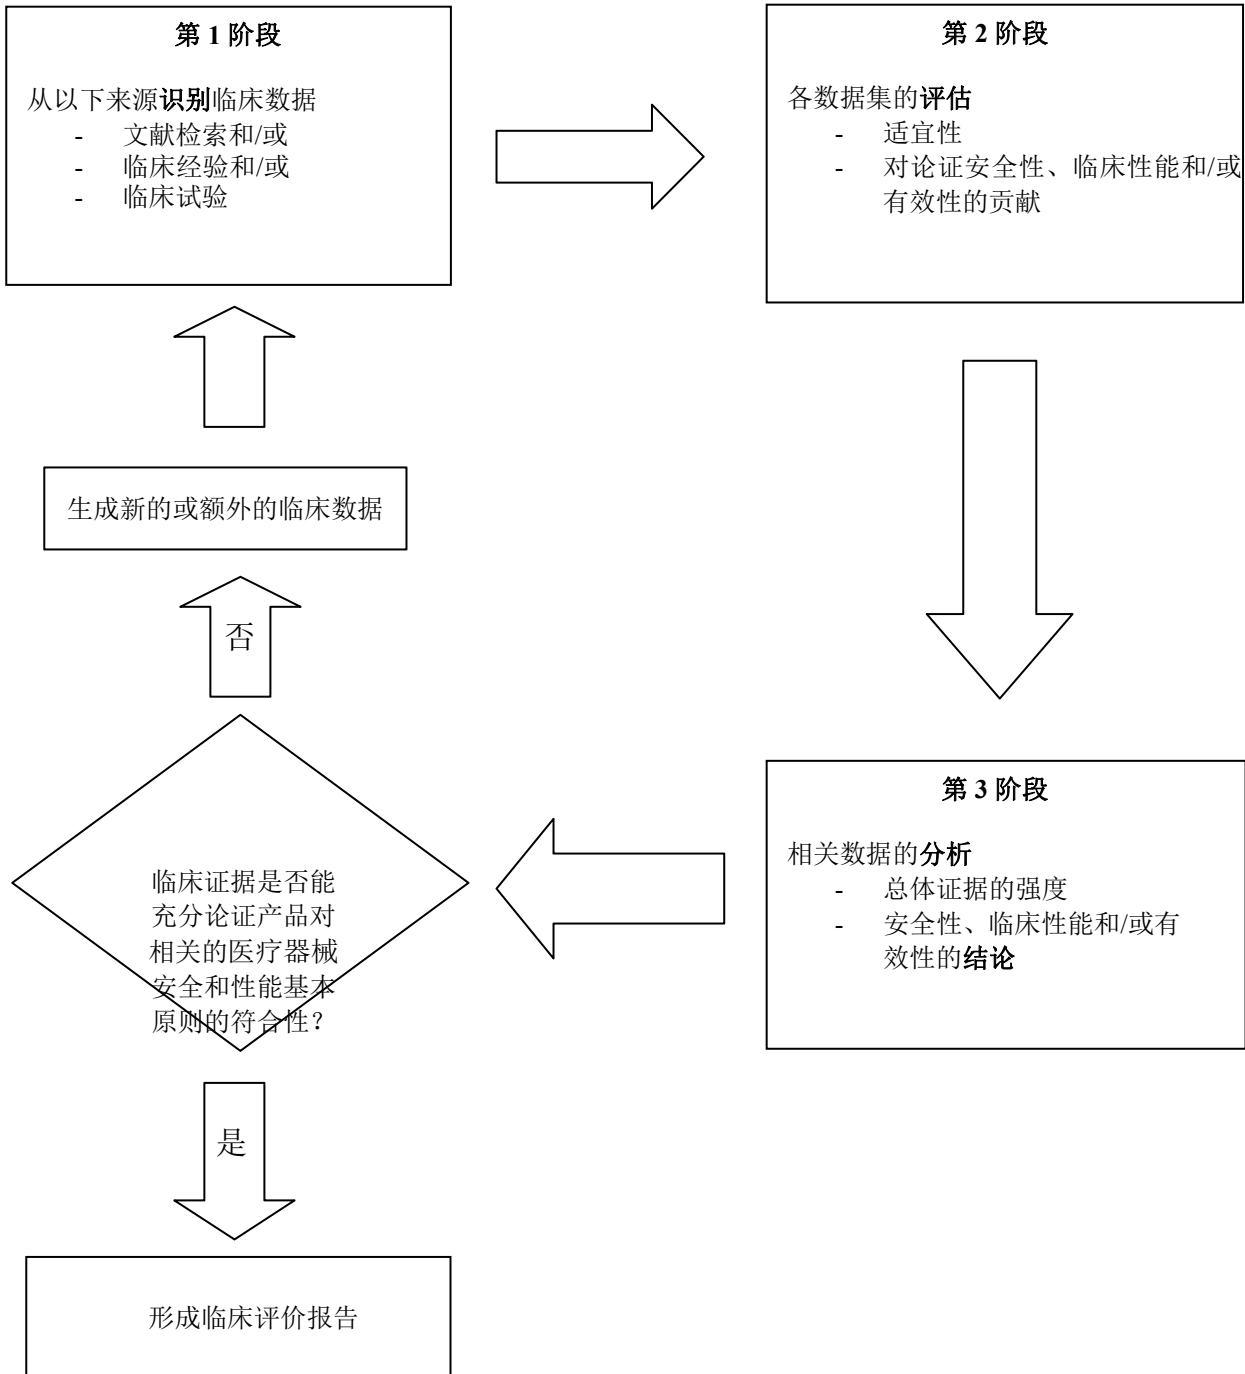 第 1 阶段
从以下来源识别临床数据
- 文献检索和/或
- 临床经验和/或
- 临床试验
第 2 阶段
各数据集的评估
- 适宜性
- 对论证安全性、临床性能和/或
有效性的贡献
第 3 阶段
相关数据的分析
- 总体证据的强度
- 安全性、临床性能和/或有
效性的结论
临床证据是否能
充分论证产品对
相关的医疗器械
安全和性能基本
原则的符合性？
否
生成新的或额外的临床数据
是
形成临床评价报告